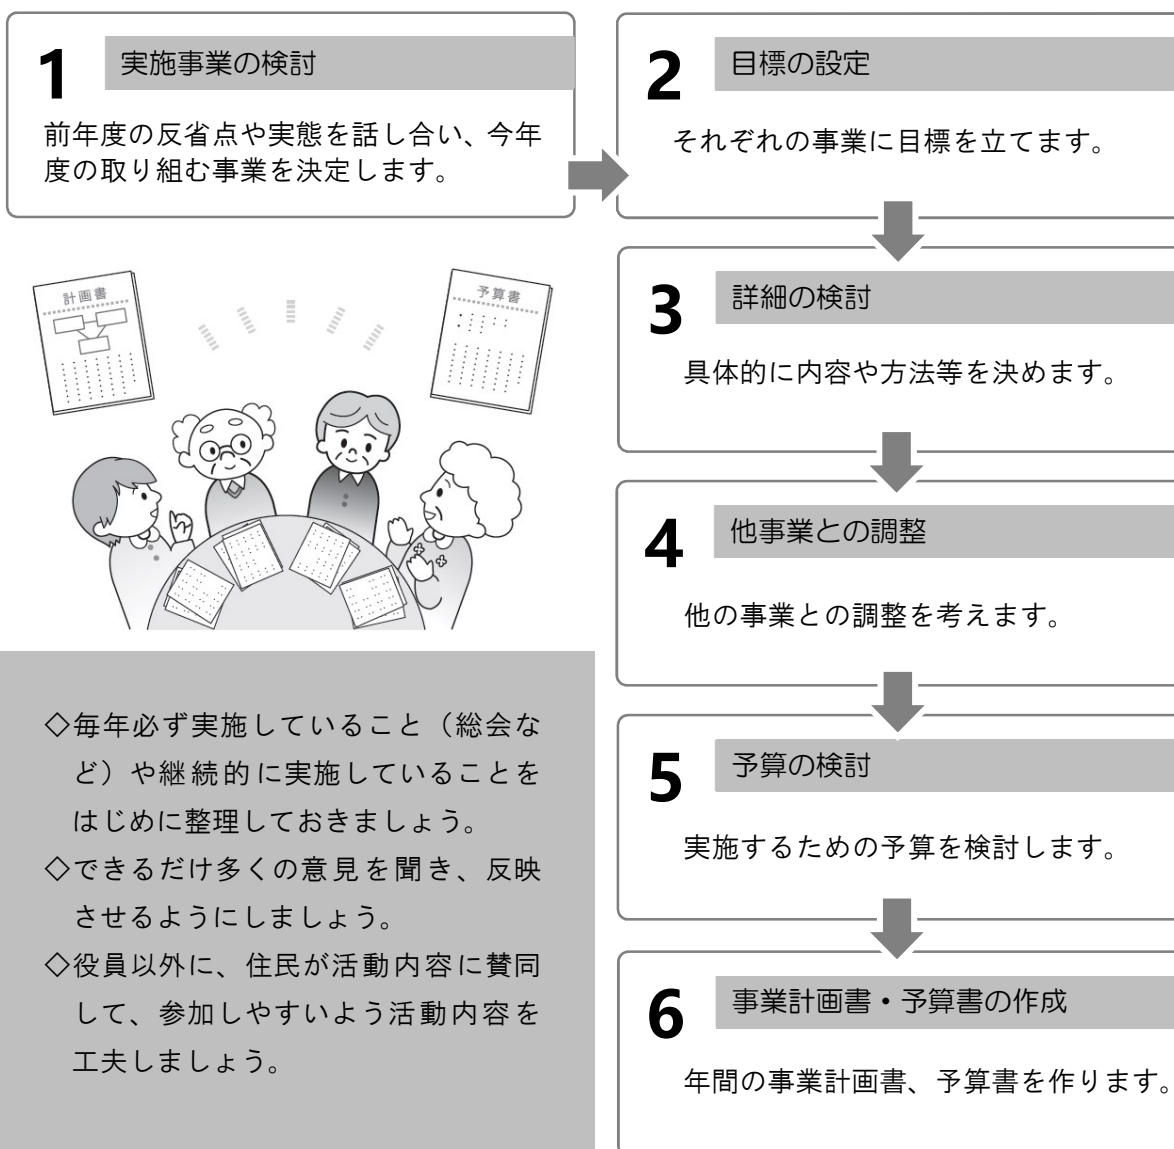 1 実施事業の検討
前年度の反省点や実態を話し合い、今年
度の取り組む事業を決定します。
2 目標の設定
それぞれの事業に目標を立てます。
3 詳細の検討
具体的に内容や方法等を決めます。
4 他事業との調整
他の事業との調整を考えます。
5 予算の検討
実施するための予算を検討します。
6 事業計画書・予算書の作成
年間の事業計画書、予算書を作ります。
計画書
予算書
◇毎年必ず実施していること（総会な
ど）や継続的に実施していることを
はじめに整理しておきましょう。
◇できるだけ多くの意見を聞き、反映
させるようにしましょう。
◇役員以外に、住民が活動内容に賛同
して、参加しやすいよう活動内容を
工夫しましょう。